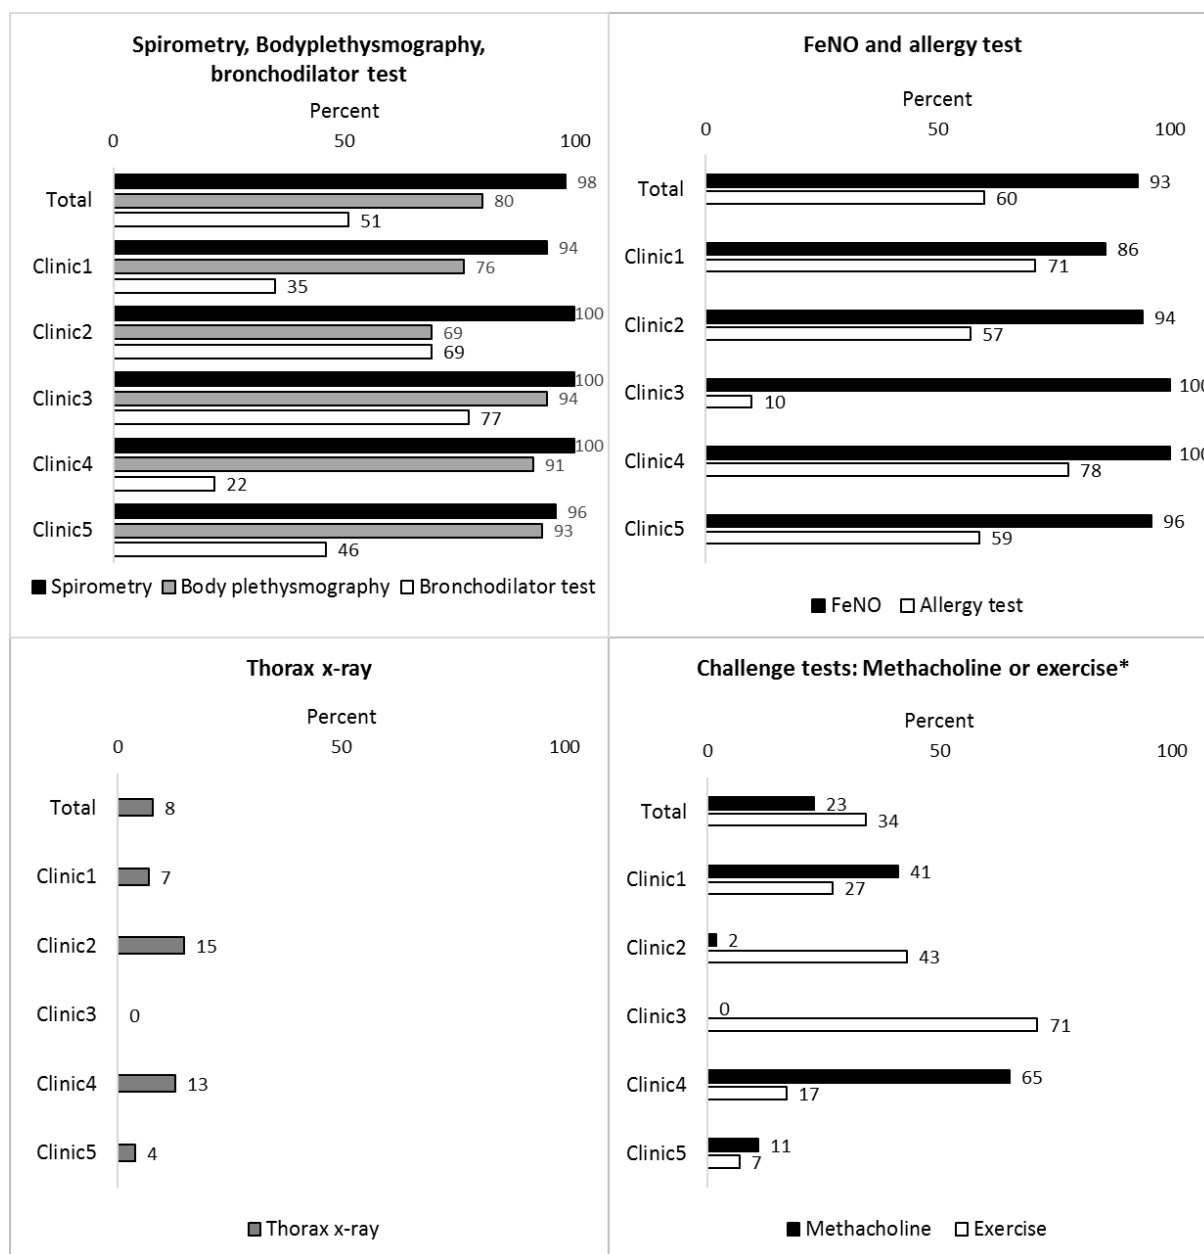 Spirometry, Bodyplethysmography,
bronchodilator test
Percent
0 50 100
Total 98
80
51
Clinic1 94
76
35
Clinic2 100
69
69
Clinic3 100
94
77
Clinic4 100
91
22
Clinic5 96
93
46
Spirometry Body plethysmography Bronchodilator test
FeNO and allergy test
Percent
0 50 100
Total 93
60
Clinic1 86
71
Clinic2 94
57
Clinic3 100
10
Clinic4 100
78
Clinic5 96
59
FeNO Allergy test
Thorax x-ray
Percent
0 50 100
Total 8
Clinic1 7
Clinic2 15
Clinic3 0
Clinic4 13
Clinic5 4
Thorax x-ray
Challenge tests: Methacholine or exercise*
Percent
0 50 100
Total 23
34
Clinic1 41
27
Clinic2 2
43
Clinic3 0
71
Clinic4 65
17
Clinic5 11
7
Methacholine Exercise